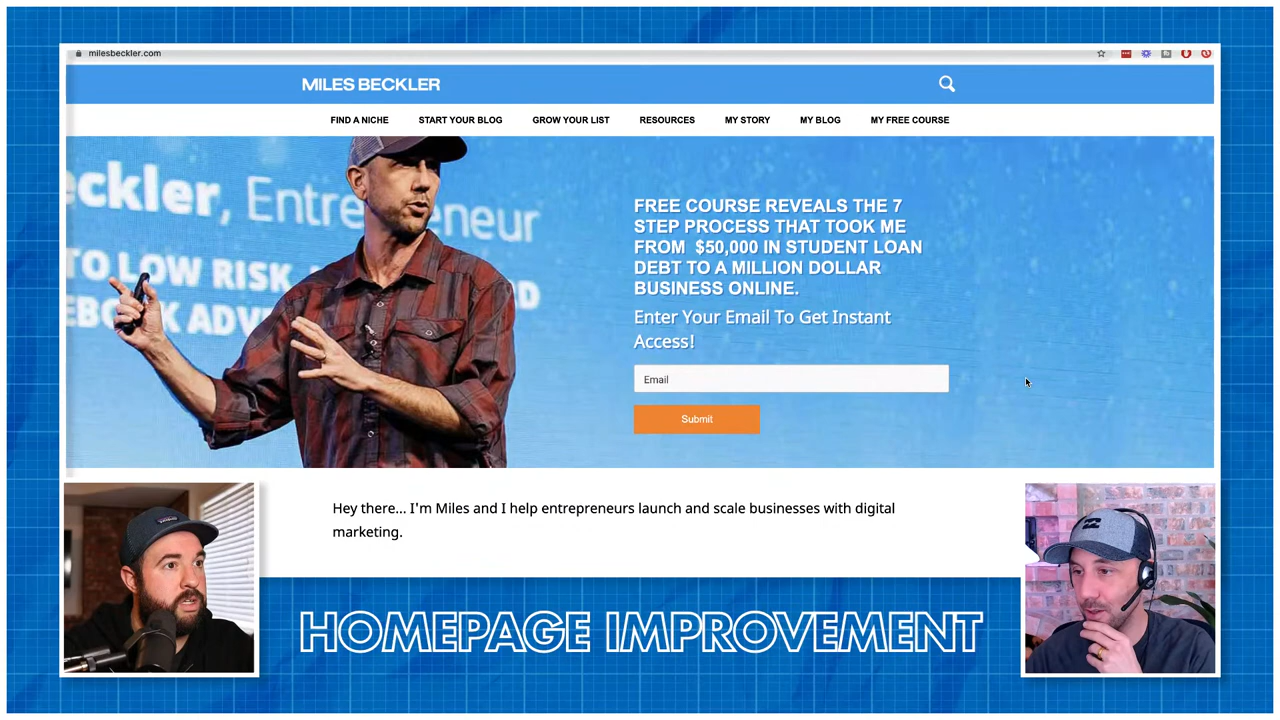 milesbeckler.com
MILES BECKLER
FIND A NICHE START YOUR BLOG GROW YOUR LIST RESOURCES MY STORY MY BLOG MY FREE COURSE
eckler, Entrepreneur
TO LOW RISK
FREE COURSE REVEALS THE 7
STEP PROCESS THAT TOOK ME
FROM $50,000 IN STUDENT LOAN
DEBT TO A MILLION DOLLAR
BUSINESS ONLINE.
Enter Your Email To Get Instant
Access!
Email
Submit
Hey there... I'm Miles and I help entrepreneurs launch and scale businesses with digital
marketing.
HOMEPAGE IMPROVEMENT